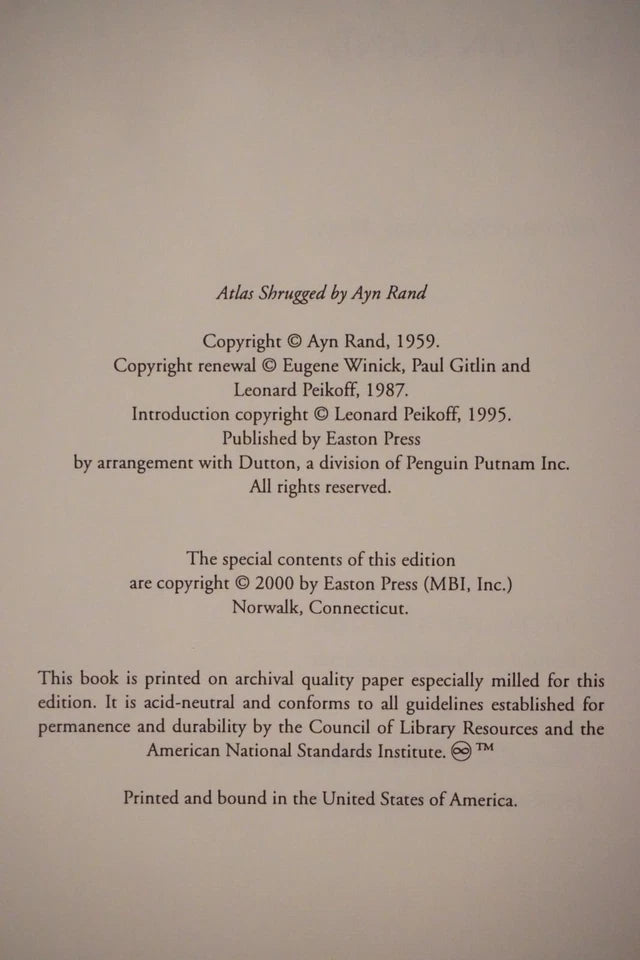 Atlas Shrugged by Ayn Rand
Copyright © Ayn Rand, 1959.
Copyright renewal © Eugene Winick, Paul Gitlin and
Leonard Peikoff, 1987.
Introduction copyright © Leonard Peikoff, 1995.
Published by Easton Press
by arrangement with Dutton, a division of Penguin Putnam Inc.
All rights reserved.
The special contents of this edition
are copyright © 2000 by Easton Press (MBI, Inc.)
Norwalk, Connecticut.
This book is printed on archival quality paper especially milled for this
edition. It is acid-neutral and conforms to all guidelines established for
permanence and durability by the Council of Library Resources and the
American National Standards Institute. ♾ ™
Printed and bound in the United States of America.